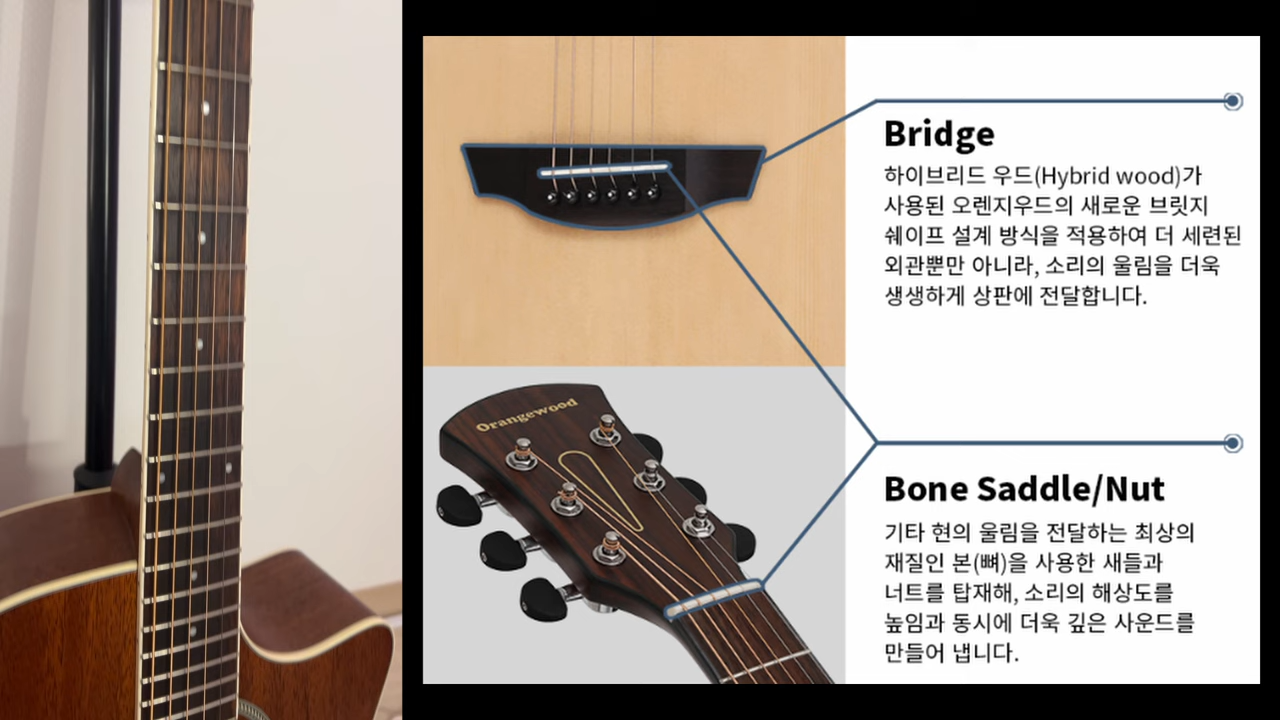 Bridge
하이브리드 우드(Hybrid wood)가
사용된 오렌지우드의 새로운 브릿지
쉐이프 설계 방식을 적용하여 더 세련된
외관뿐만 아니라, 소리의 울림을 더욱
생생하게 상판에 전달합니다.
Orangewood
Bone Saddle/Nut
기타 현의 울림을 전달하는 최상의
재질인 본(뼈)을 사용한 새들과
너트를 탑재해, 소리의 해상도를
높임과 동시에 더욱 깊은 사운드를
만들어 냅니다.